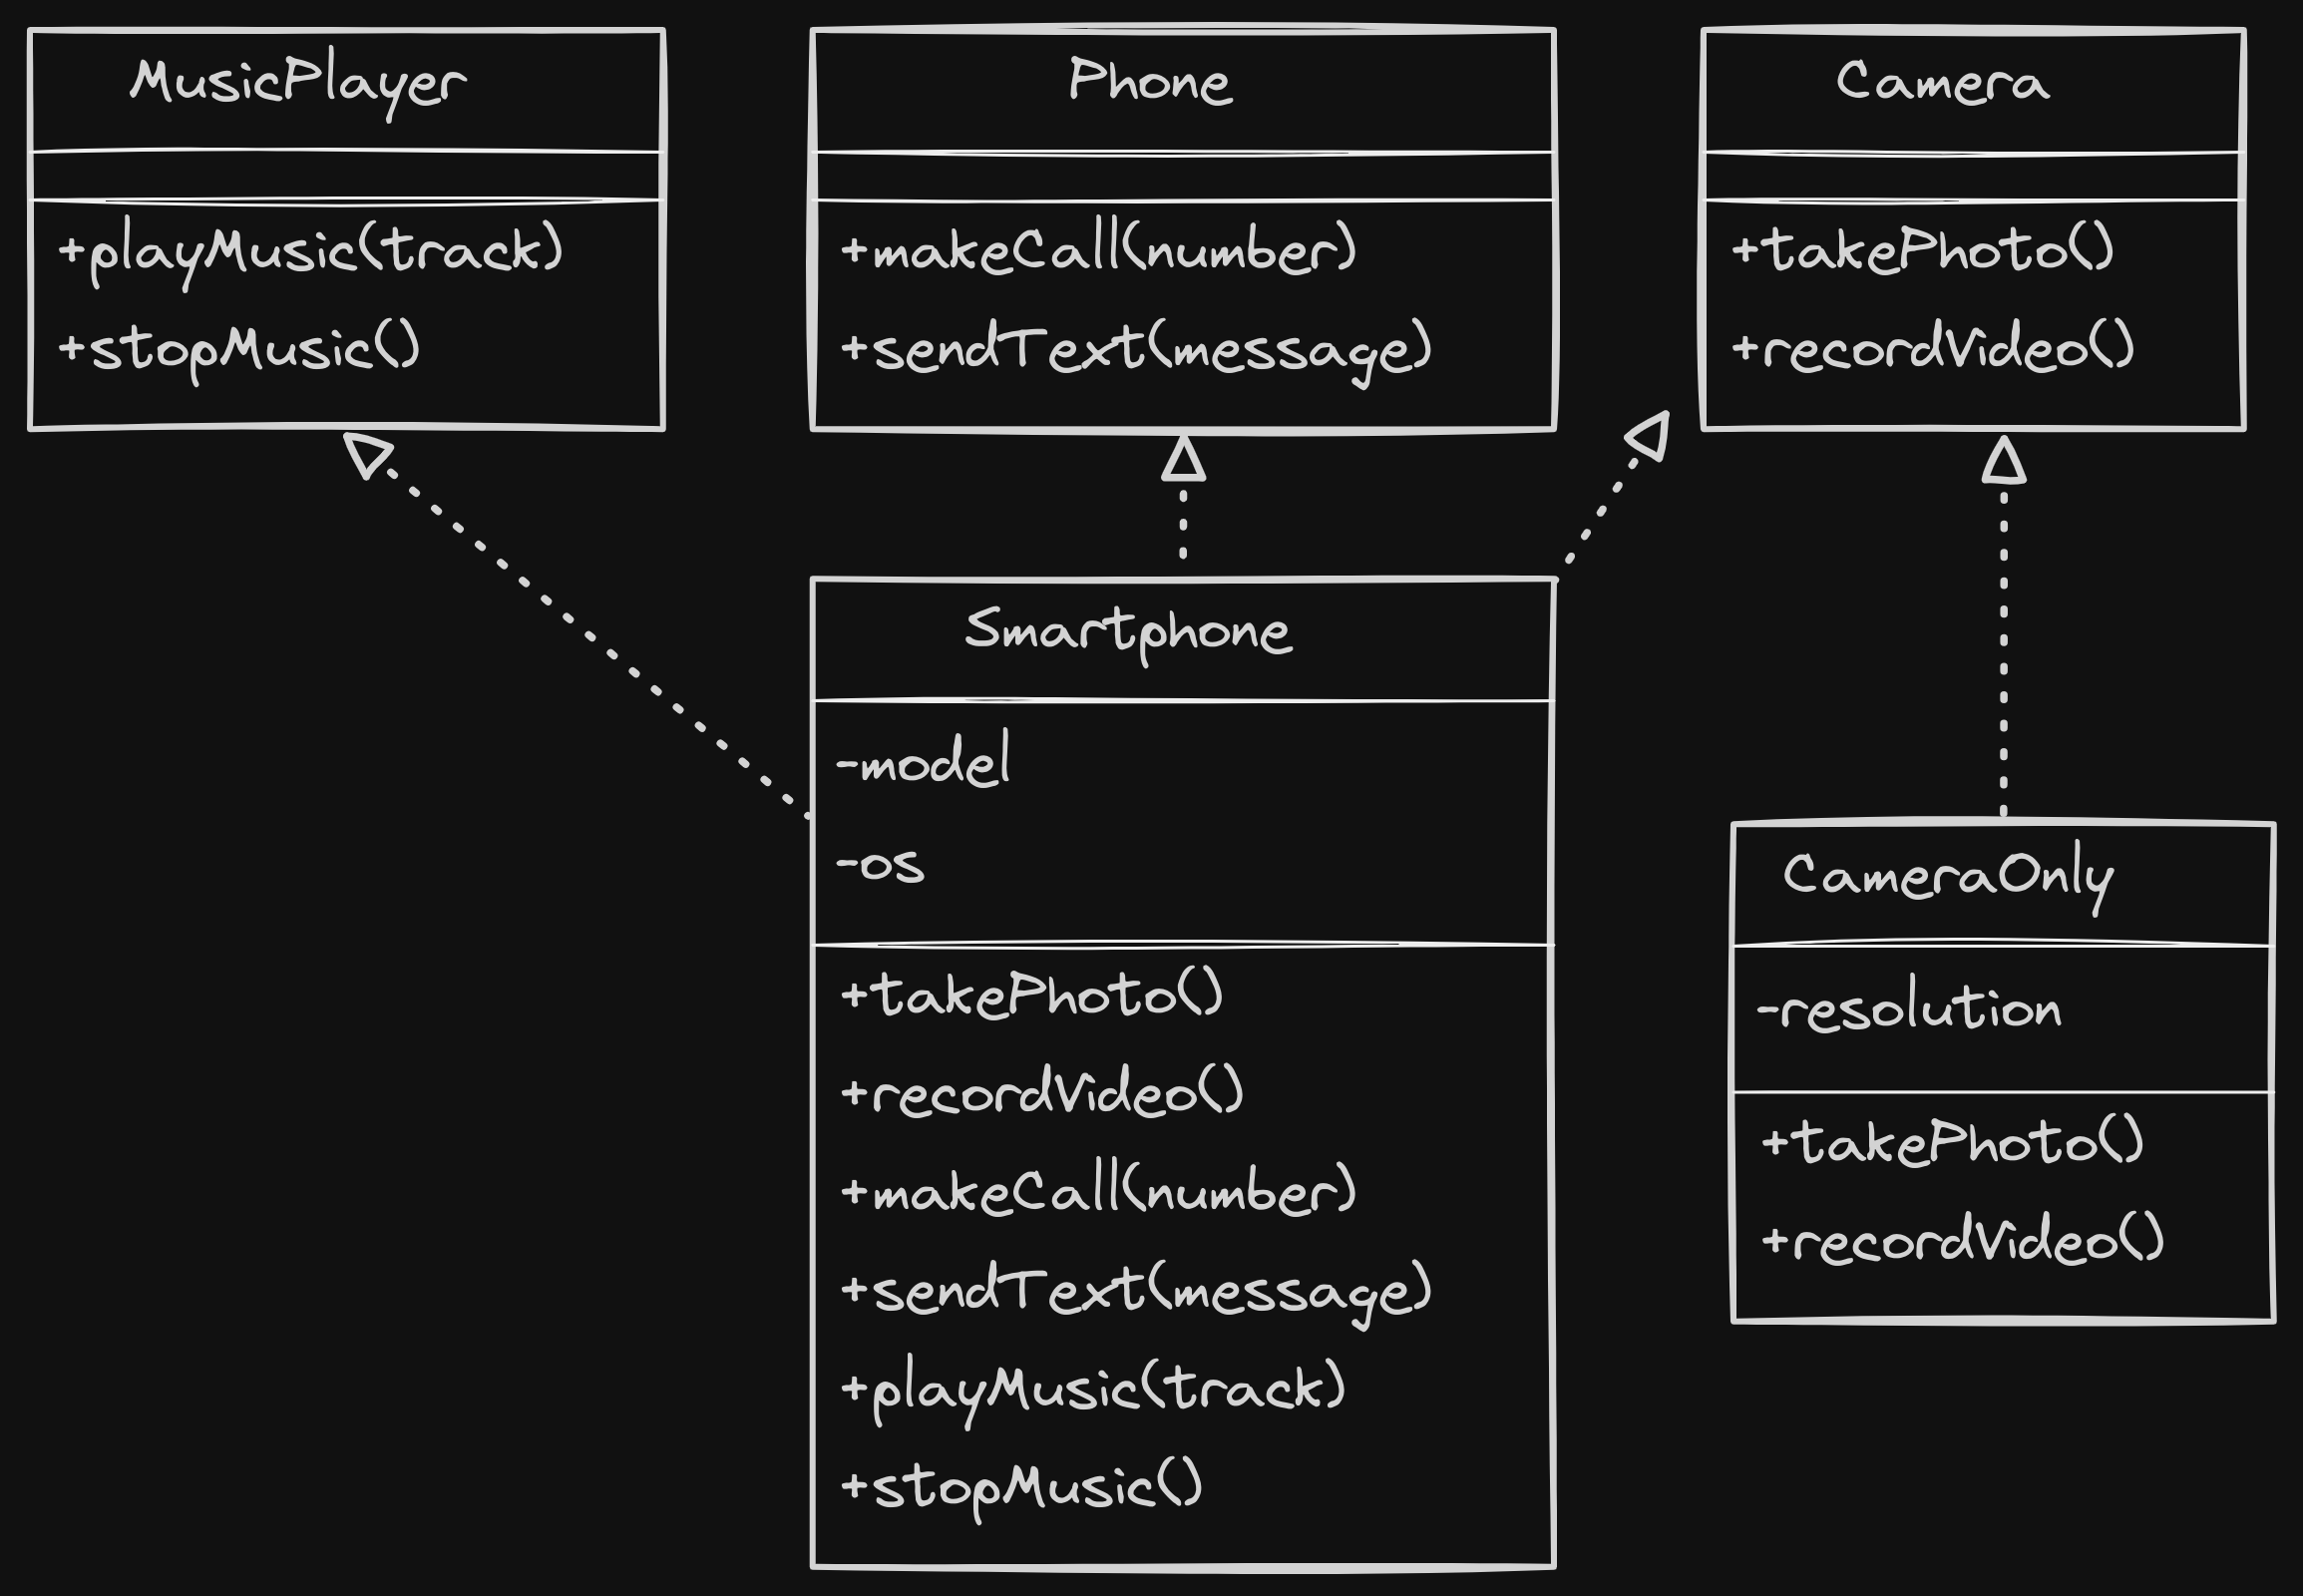 MusicPlayer
+playMusic(track)
+stopMusic()
Phone
+makeCall(number)
+sendText(message)
Camera
+takePhoto()
+recordVideo()
Smartphone
-model
-os
+takePhoto()
+recordVideo()
+makeCall(number)
+sendText(message)
+playMusic(track)
+stopMusic()
CameraOnly
-resolution
+takePhoto()
+recordVideo()